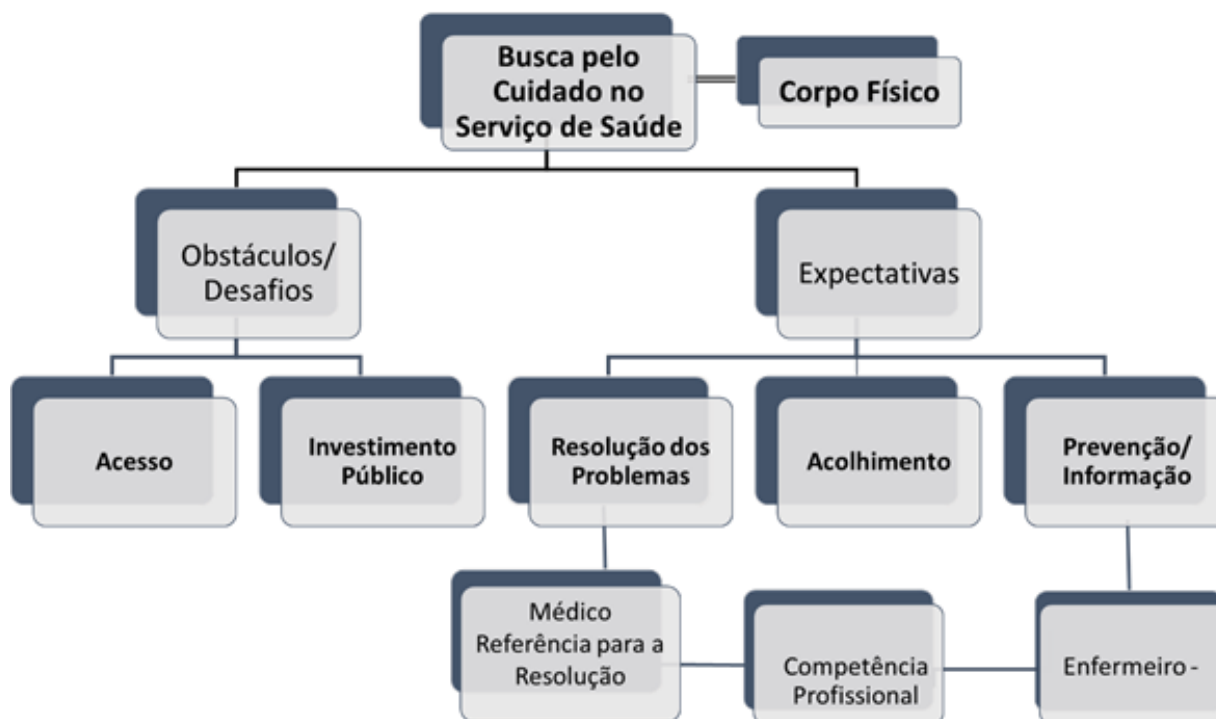 Busca pelo
Cuidado no
Serviço de Saúde
Corpo Físico
Obstáculos/
Desafios
Expectativas
Acesso
Investimento
Público
Resolução dos
Problemas
Acolhimento
Prevenção/
Informação
Médico
Referência para a
Resolução
Competência
Profissional
Enfermeiro -